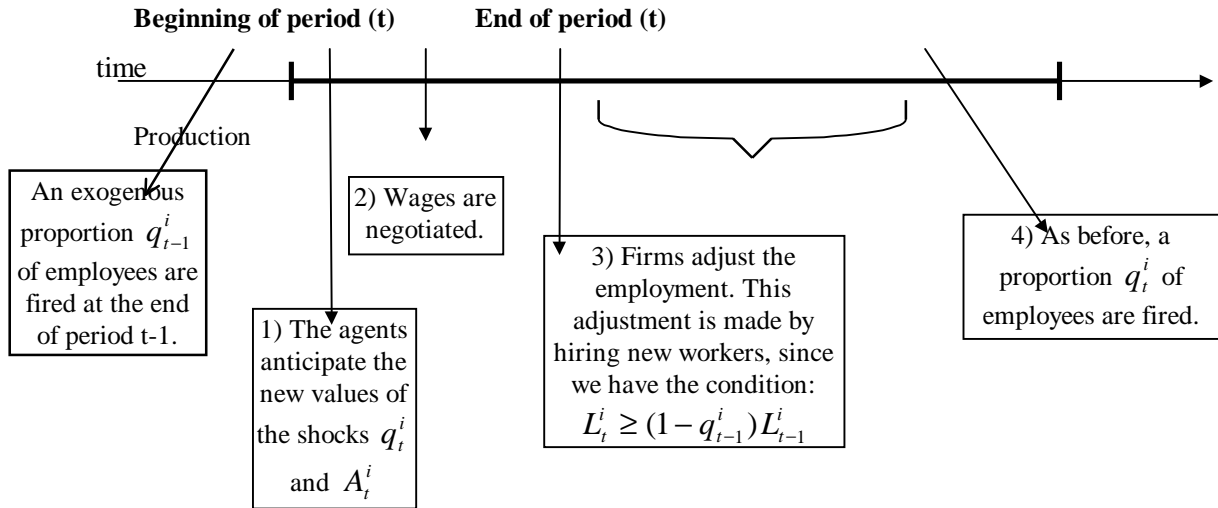 Beginning of period (t)
End of period (t)
time
Production
An exogenous
proportion q^i_{t-1}
of employees are
fired at the end
of period t-1.
1) The agents
anticipate the
new values of
the shocks q^i_t
and A^i_t
2) Wages are
negotiated.
3) Firms adjust the
employment. This
adjustment is made by
hiring new workers, since
we have the condition:
L^i_t ≥ (1 − q^i_{t−1}) L^i_{t−1}
4) As before, a
proportion q^i_t of
employees are fired.